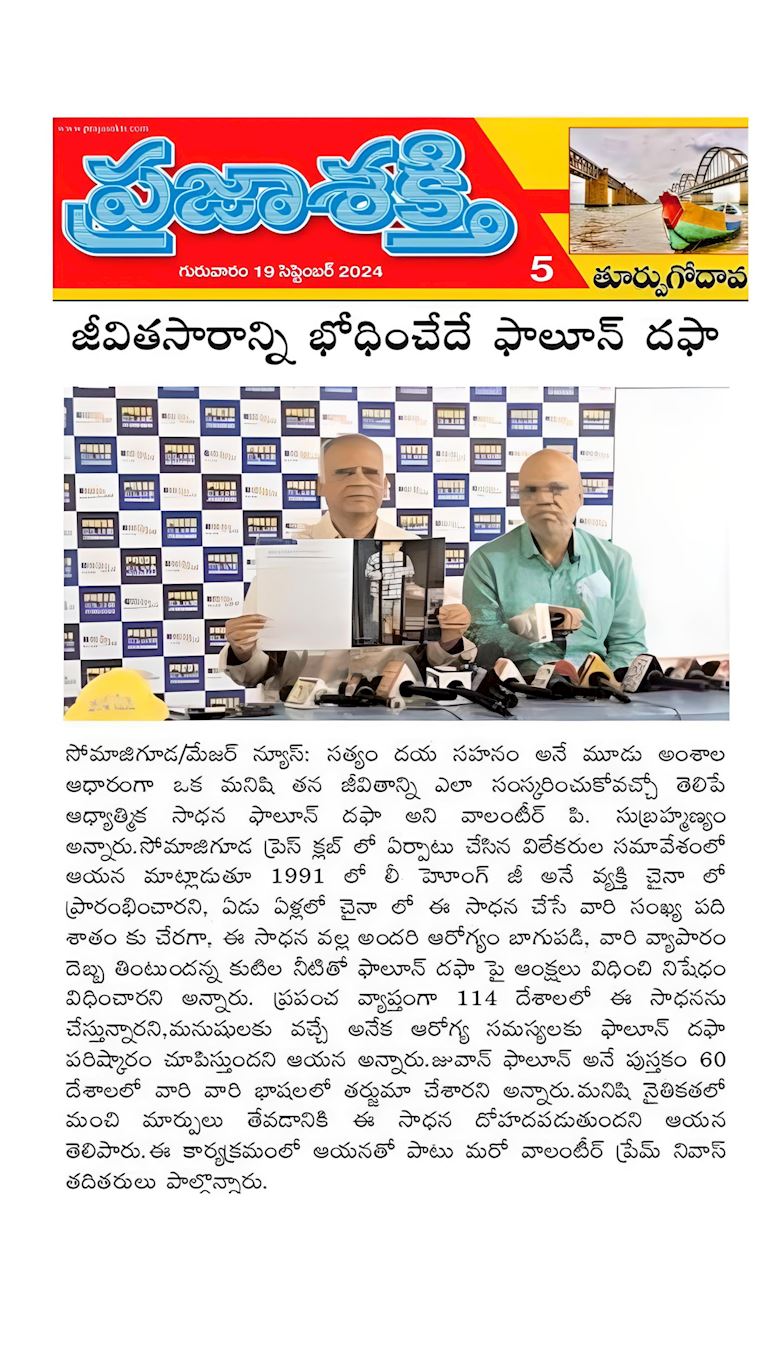 www.prajasakti.com
ప్రజాశక్తి
గురువారం 19 సెప్టెంబర్ 2024
5
తూర్పుగోదావ
జీవితసారాన్ని భోధించేదే ఫాలూన్ దఫా
సోమాజిగూడ/మేజర్ న్యూస్: సత్యం దయ సహనం అనే మూడు అంశాల
ఆధారంగా ఒక మనిషి తన జీవితాన్ని ఎలా సంస్కరించుకోవచ్చో తెలిపే
ఆధ్యాత్మిక సాధన ఫాలూన్ దఫా అని వాలంటీర్ పి. సుబ్రహ్మణ్యం
అన్నారు.సోమాజిగూడ ప్రెస్ క్లబ్ లో ఏర్పాటు చేసిన విలేకరుల సమావేశంలో
ఆయన మాట్లాడుతూ 1991 లో లీ హెూంగ్ జీ అనే వ్యక్తి చైనా లో
ప్రారంభించారని, ఏడు ఏళ్లలో చైనా లో ఈ సాధన చేసే వారి సంఖ్య పది
శాతం కు చేరగా, ఈ సాధన వల్ల అందరి ఆరోగ్యం బాగుపడి, వారి వ్యాపారం
దెబ్బ తింటుందన్న కుటిల నీటితో ఫాలూన్ దఫా పై ఆంక్షలు విధించి నిషేధం
విధించారని అన్నారు. ప్రపంచ వ్యాప్తంగా 114 దేశాలలో ఈ సాధనను
చేస్తున్నారని,మనుషులకు వచ్చే అనేక ఆరోగ్య సమస్యలకు ఫాలూన్ దఫా
పరిష్కారం చూపిస్తుందని ఆయన అన్నారు.జువాన్ ఫాలూన్ అనే పుస్తకం 60
దేశాలలో వారి వారి భాషలలో తర్జుమా చేశారని అన్నారు.మనిషి నైతికతలో
మంచి మార్పులు తేవడానికి ఈ సాధన దోహదపడుతుందని ఆయన
తెలిపారు.ఈ కార్యక్రమంలో ఆయనతో పాటు మరో వాలంటీర్ ప్రేమ్ నివాస్
తదితరులు పాల్గొన్నారు.